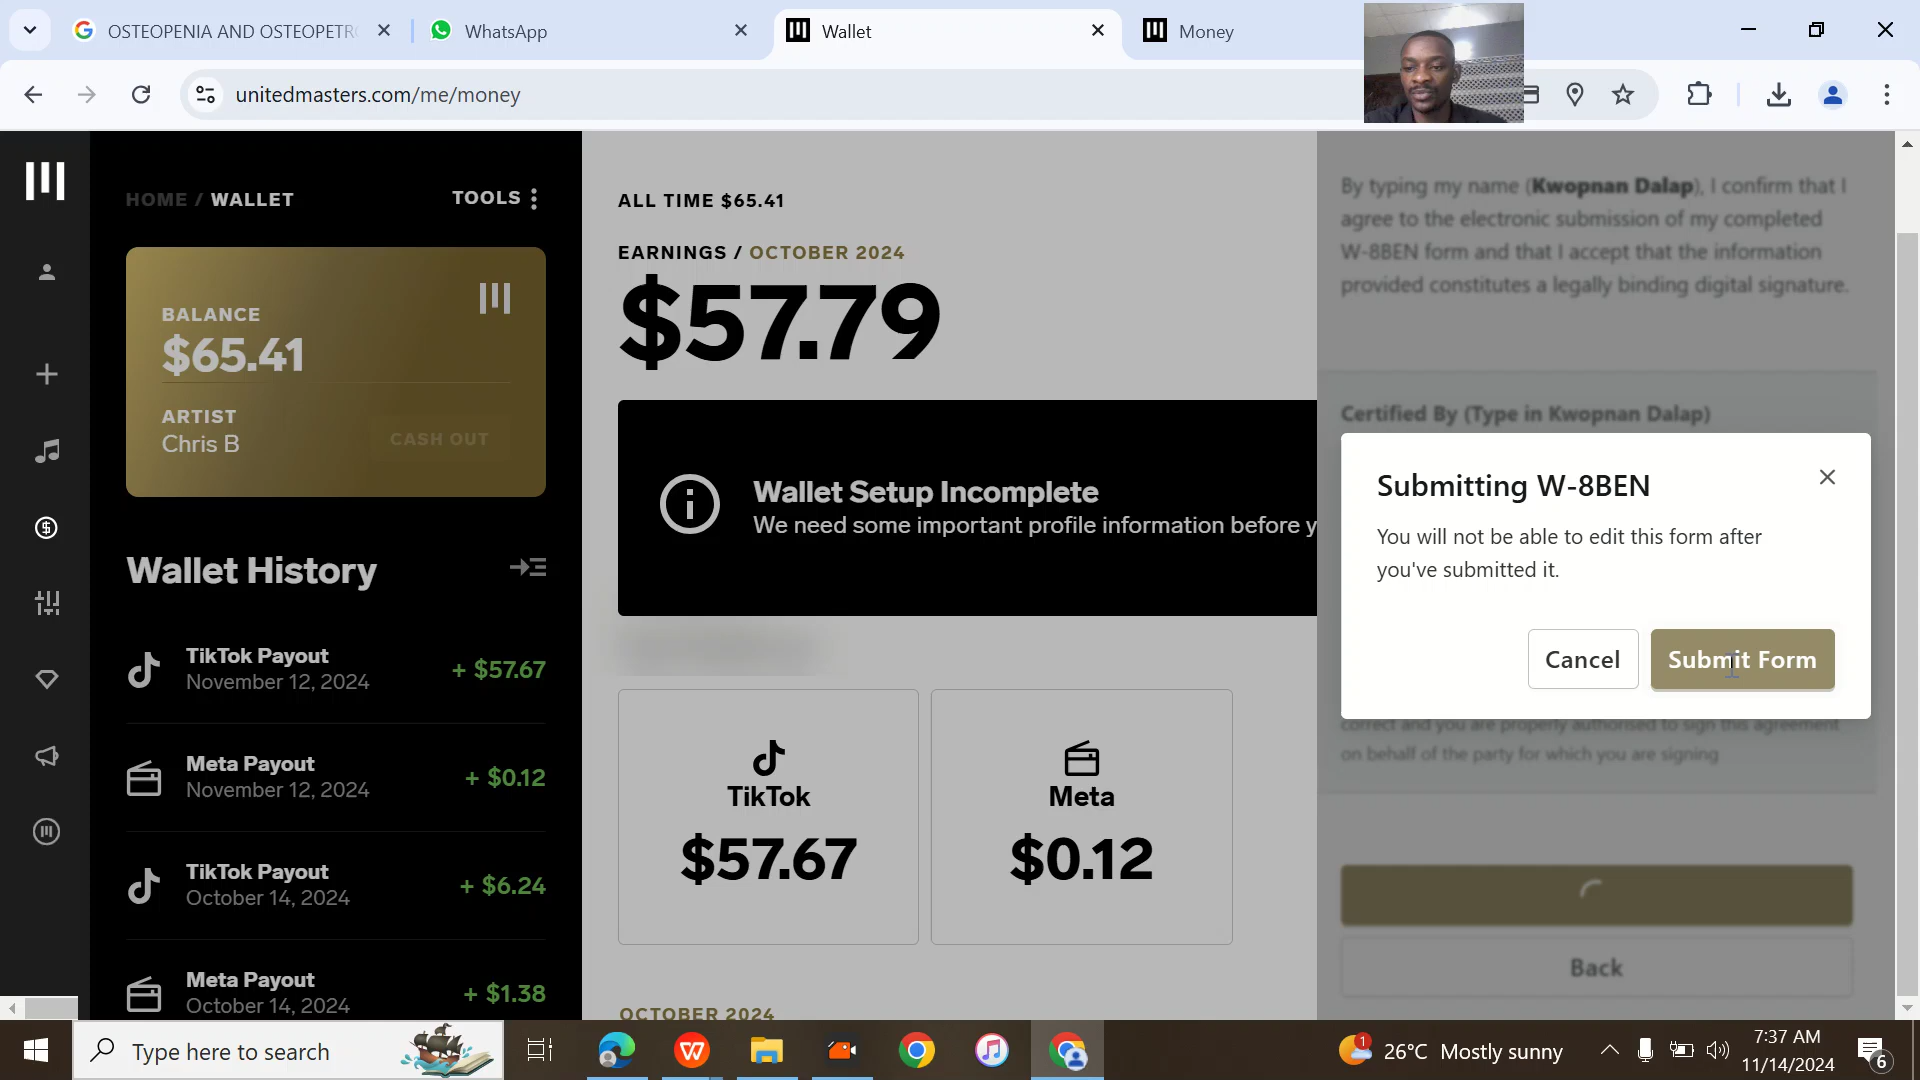 OSTEOPENIA AND OSTEOPETR
WhatsApp
Wallet
Money
unitedmasters.com/me/money
HOME / WALLET
TOOLS
BALANCE
$65.41
ARTIST
Chris B
CASH OUT
Wallet History
TikTok Payout
November 12, 2024
+ $57.67
Meta Payout
November 12, 2024
+ $0.12
TikTok Payout
October 14, 2024
+ $6.24
Meta Payout
October 14, 2024
+ $1.38
ALL TIME $65.41
EARNINGS / OCTOBER 2024
$57.79
Wallet Setup Incomplete
We need some important profile information before y
TikTok
$57.67
Meta
$0.12
OCTOBER 2024
By typing my name (Kwopnan Dalap), I confirm that I
agree to the electronic submission of my completed
W-8BEN form and that I accept that the information
provided constitutes a legally binding digital signature.
Certified By (Type in Kwopnan Dalap)
Submitting W-8BEN
You will not be able to edit this form after
you've submitted it.
Cancel
Submit Form
correct and you are properly authorised to sign this agreement
on behalf of the party for which you are signing
Back
Type here to search
1
26°C Mostly sunny
7:37 AM
11/14/2024
6